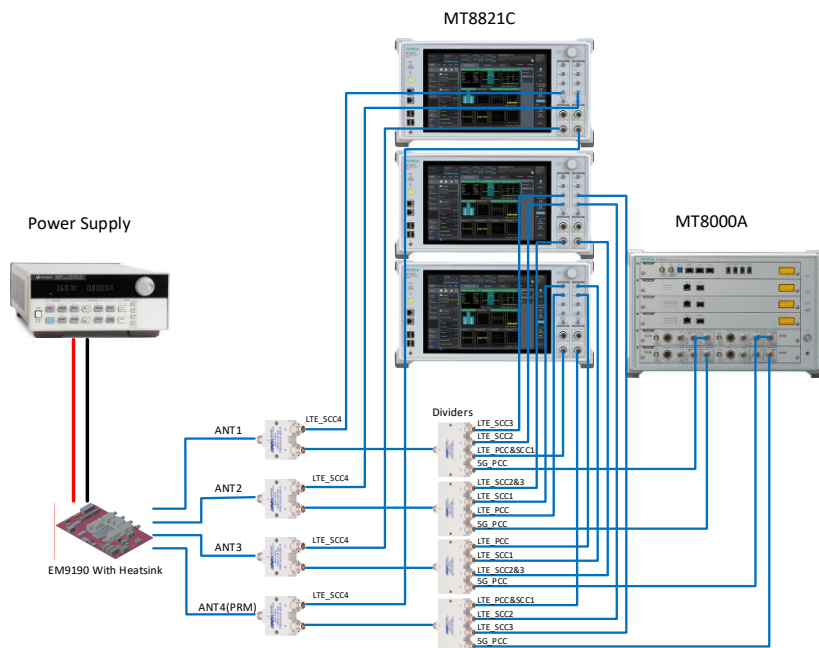 MT8821C
Power Supply
MT8000A
Dividers
LTE_SCC4
ANT1
LTE_SCC3
LTE_SCC2
LTE_PCC&SCC1
5G_PCC
LTE_SCC4
ANT2
LTE_SCC2&3
LTE_SCC1
LTE_PCC
5G_PCC
LTE_SCC4
ANT3
LTE_PCC
LTE_SCC1
LTE_SCC2&3
5G_PCC
EM9190 With Heatsink
LTE_SCC4
ANT4(PRM)
LTE_PCC&SCC1
LTE_SCC2
LTE_SCC3
5G_PCC